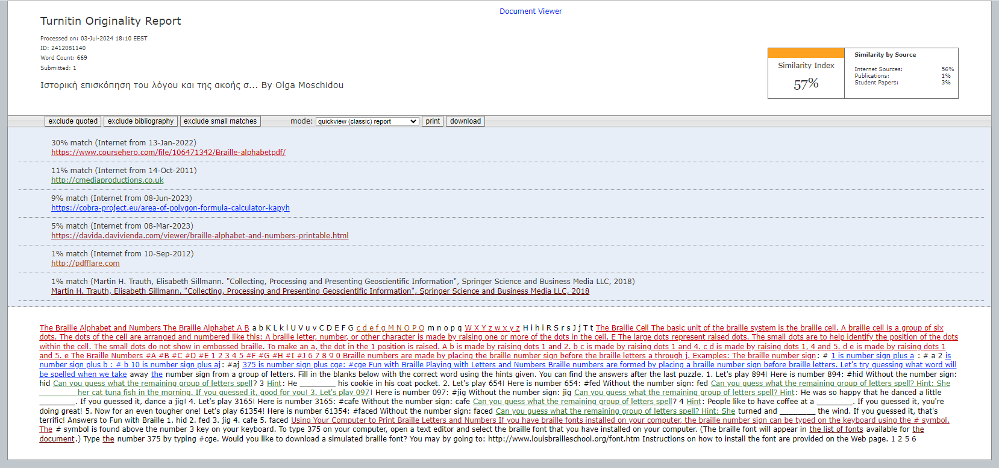 Document Viewer
Turnitin Originality Report
Processed on: 03-Jul-2024 18:10 EEST
ID: 2412081140
Word Count: 669
Submitted: 1
Ιστορική επισκόπηση του λόγου και της ακοής σ... By Olga Moschidou
Similarity Index
57%
Similarity by Source
Internet Sources: 56%
Publications: 1%
Student Papers: 3%
exclude quoted exclude bibliography exclude small matches mode: quickview (classic) report print download
30% match (Internet from 13-Jan-2022)
https://www.coursehero.com/file/106471342/Braille-alphabetpdf/
11% match (Internet from 14-Oct-2011)
http://cmediaproductions.co.uk
9% match (Internet from 08-Jun-2023)
https://cobra-project.eu/area-of-polygon-formula-calculator-kapyh
5% match (Internet from 08-Mar-2023)
https://davida.davivienda.com/viewer/braille-alphabet-and-numbers-printable.html
1% match (Internet from 10-Sep-2012)
http://pdfflare.com
1% match (Martin H. Trauth, Elisabeth Sillmann. "Collecting, Processing and Presenting Geoscientific Information", Springer Science and Business Media LLC, 2018)
Martin H. Trauth, Elisabeth Sillmann. "Collecting, Processing and Presenting Geoscientific Information", Springer Science and Business Media LLC, 2018
The Braille Alphabet and Numbers The Braille Alphabet A B a b K L k l U V u v C D E F G c d e f g M N O P Q m n o p q W X Y Z w x y z H i h i R S r s J j T t The Braille Cell The basic unit of the braille system is the braille cell. A braille cell is a group of six
dots. The dots of the cell are arranged and numbered like this: A braille letter, number, or other character is made by raising one or more of the dots in the cell. E The large dots represent raised dots. The small dots are to help identify the position of the dots
within the cell. The small dots do not show in embossed braille. To make an a, the dot in the 1 position is raised. A b is made by raising dots 1 and 2. b c is made by raising dots 1 and 4. c d is made by raising dots 1, 4 and 5. d e is made by raising dots 1
and 5. e The Braille Numbers #A #B #C #D #E 1 2 3 4 5 #F #G #H #I #J 6 7 8 9 0 Braille numbers are made by placing the braille number sign before the braille letters a through j. Examples: The braille number sign: # 1 is number sign plus a : # a 2 is
number sign plus b : # b 10 is number sign plus aj: #aj 375 is number sign plus cge: #cge Fun with Braille Playing with Letters and Numbers Braille numbers are formed by placing a braille number sign before braille letters. Let's try guessing what word will
be spelled when we take away the number sign from a group of letters. Fill in the blanks below with the correct word using the hints given. You can find the answers after the last puzzle. 1. Let's play 894! Here is number 894: #hid Without the number sign:
hid Can you guess what the remaining group of letters spell? 3 Hint: He ________ his cookie in his coat pocket. 2. Let's play 654! Here is number 654: #fed Without the number sign: fed Can you guess what the remaining group of letters spell? Hint: She
________ her cat tuna fish in the morning. If you guessed it, good for you! 3. Let's play 097! Here is number 097: #jig Without the number sign: jig Can you guess what the remaining group of letters spell? Hint: He was so happy that he danced a little
________. If you guessed it, dance a jig! 4. Let's play 3165! Here is number 3165: #cafe Without the number sign: cafe Can you guess what the remaining group of letters spell? 4 Hint: People like to have coffee at a ________. If you guessed it, you're
doing great! 5. Now for an even tougher one! Let's play 61354! Here is number 61354: #faced Without the number sign: faced Can you guess what the remaining group of letters spell? Hint: She turned and ________ the wind. If you guessed it, that's
terrific! Answers to Fun with Braille 1. hid 2. fed 3. jig 4. cafe 5. faced Using Your Computer to Print Braille Letters and Numbers If you have braille fonts installed on your computer, the braille number sign can be typed on the keyboard using the # symbol.
The # symbol is found above the number 3 key on your keyboard. To type 375 on your computer, open a text editor and select the braille font that you have installed on your computer. (The braille font will appear in the list of fonts available for the
document.) Type the number 375 by typing #cge. Would you like to download a simulated braille font? You may by going to: http://www.louisbrailleschool.org/font.htm Instructions on how to install the font are provided on the Web page. 1 2 5 6